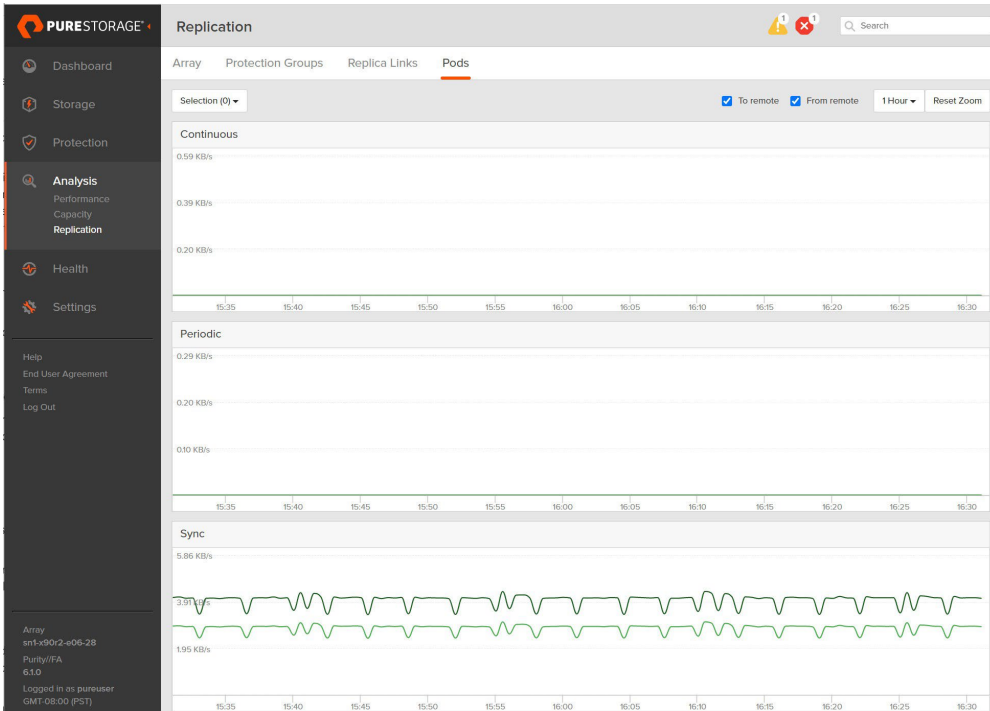 PURESTORAGE®
Replication
1
1
Search
Dashboard
Storage
Protection
Analysis
Performance
Capacity
Replication
Health
Settings
Help
End User Agreement
Terms
Log Out
Array
sn1-x90r2-e06-28
Purity//FA
6.1.0
Logged in as pureuser
GMT-08:00 (PST)
Array Protection Groups Replica Links Pods
Selection (0)
To remote From remote 1 Hour Reset Zoom
Continuous
0.59 KB/s
0.39 KB/s
0.20 KB/s
15:35 15:40 15:45 15:50 15:55 16:00 16:05 16:10 16:15 16:20 16:25 16:30
Periodic
0.29 KB/s
0.20 KB/s
0.10 KB/s
15:35 15:40 15:45 15:50 15:55 16:00 16:05 16:10 16:15 16:20 16:25 16:30
Sync
5.86 KB/s
3.91 KB/s
1.95 KB/s
15:35 15:40 15:45 15:50 15:55 16:00 16:05 16:10 16:15 16:20 16:25 16:30